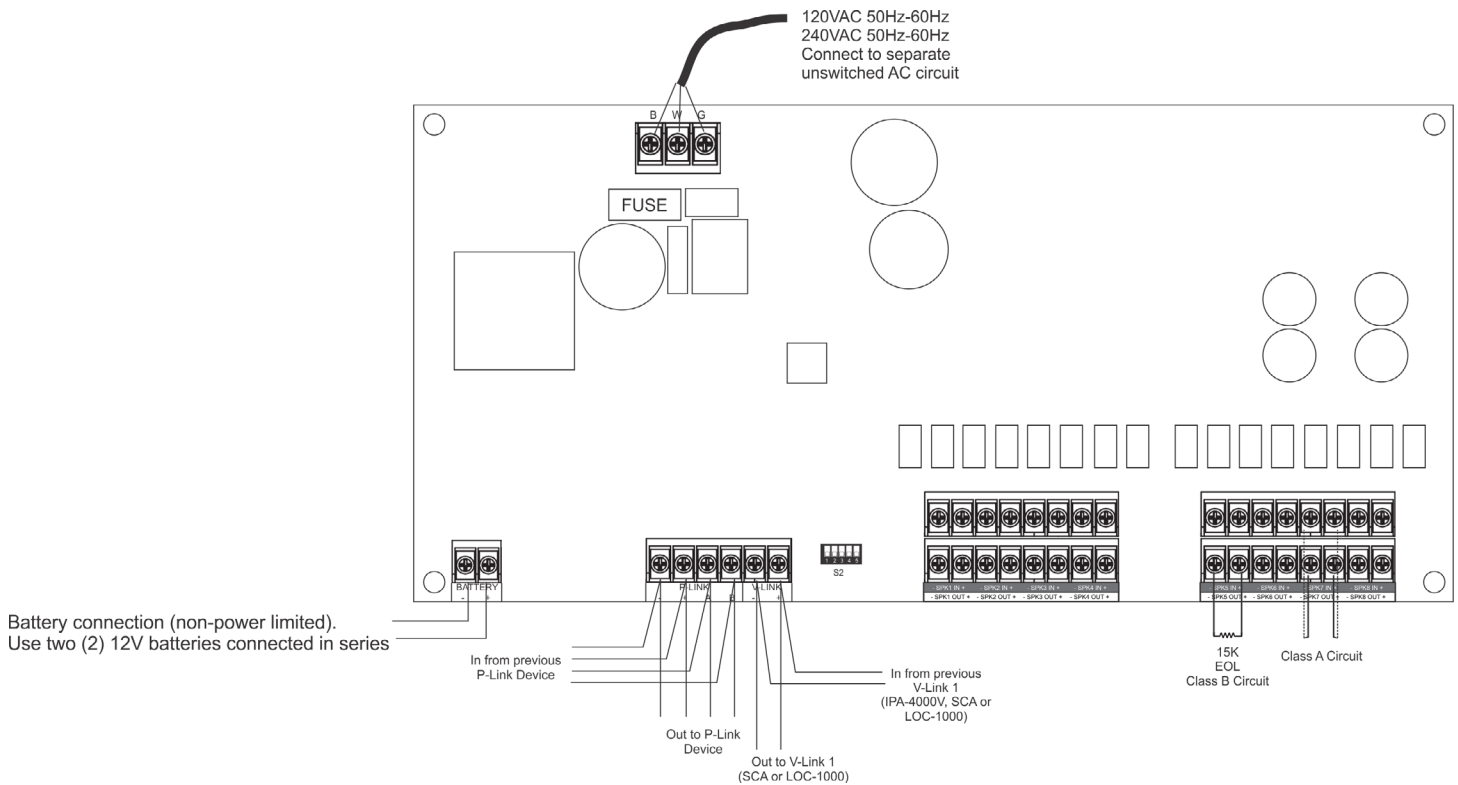 120VAC 50Hz-60Hz
240VAC 50Hz-60Hz
Connect to separate
unswitched AC circuit
B W G
FUSE
1 2 3 4 5
S2
BATTERY
- +
P-LINK V-LINK
- + A B - +
- SPK1 IN + - SPK2 IN + - SPK3 IN + - SPK4 IN +
- SPK1 OUT + - SPK2 OUT + - SPK3 OUT + - SPK4 OUT +
- SPK5 IN + - SPK6 IN + - SPK7 IN + - SPK8 IN +
- SPK5 OUT + - SPK6 OUT + - SPK7 OUT + - SPK8 OUT +
Battery connection (non-power limited).
Use two (2) 12V batteries connected in series
In from previous
P-Link Device
Out to P-Link
Device
In from previous
V-Link 1
(IPA-4000V, SCA or
LOC-1000)
Out to V-Link 1
(SCA or LOC-1000)
15K
EOL
Class B Circuit
Class A Circuit